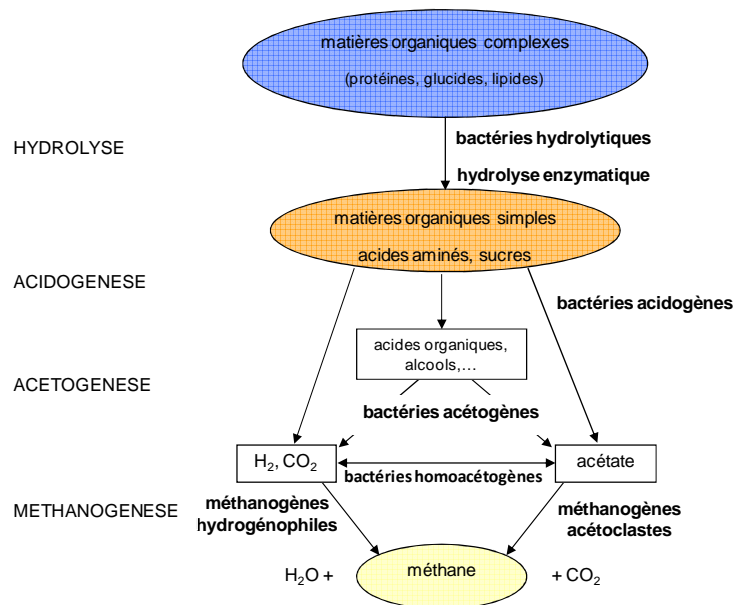 matières organiques complexes
(protéines, glucides, lipides)
bactéries hydrolytiques
HYDROLYSE
hydrolyse enzymatique
matières organiques simples
acides aminés, sucres
ACIDOGENESE
bactéries acidogènes
acides organiques,
alcools,…
ACETOGENESE
bactéries acétogènes
H₂, CO₂
acétate
bactéries homoacétogènes
METHANOGENESE
méthanogènes
hydrogénophiles
méthanogènes
acétoclastes
H₂O +
méthane
+ CO₂